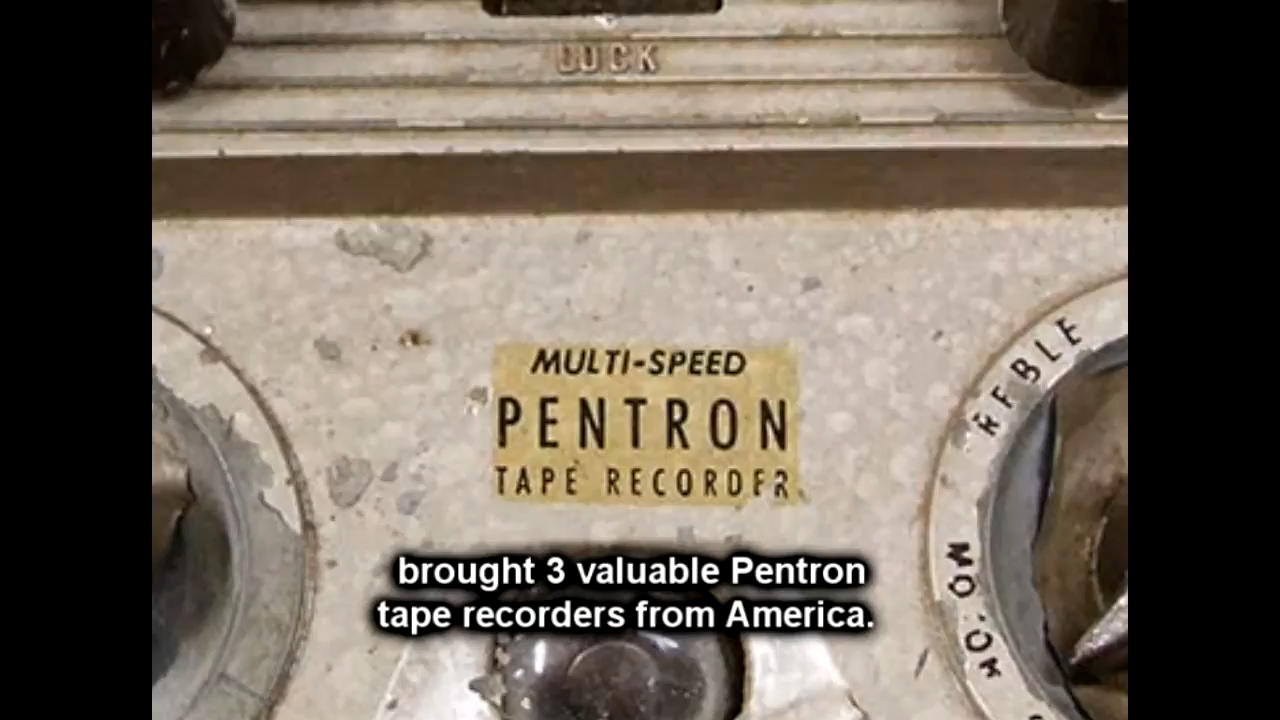 LOCK
MULTI-SPEED
PENTRON
TAPE RECORDER
brought 3 valuable Pentron
tape recorders from America.